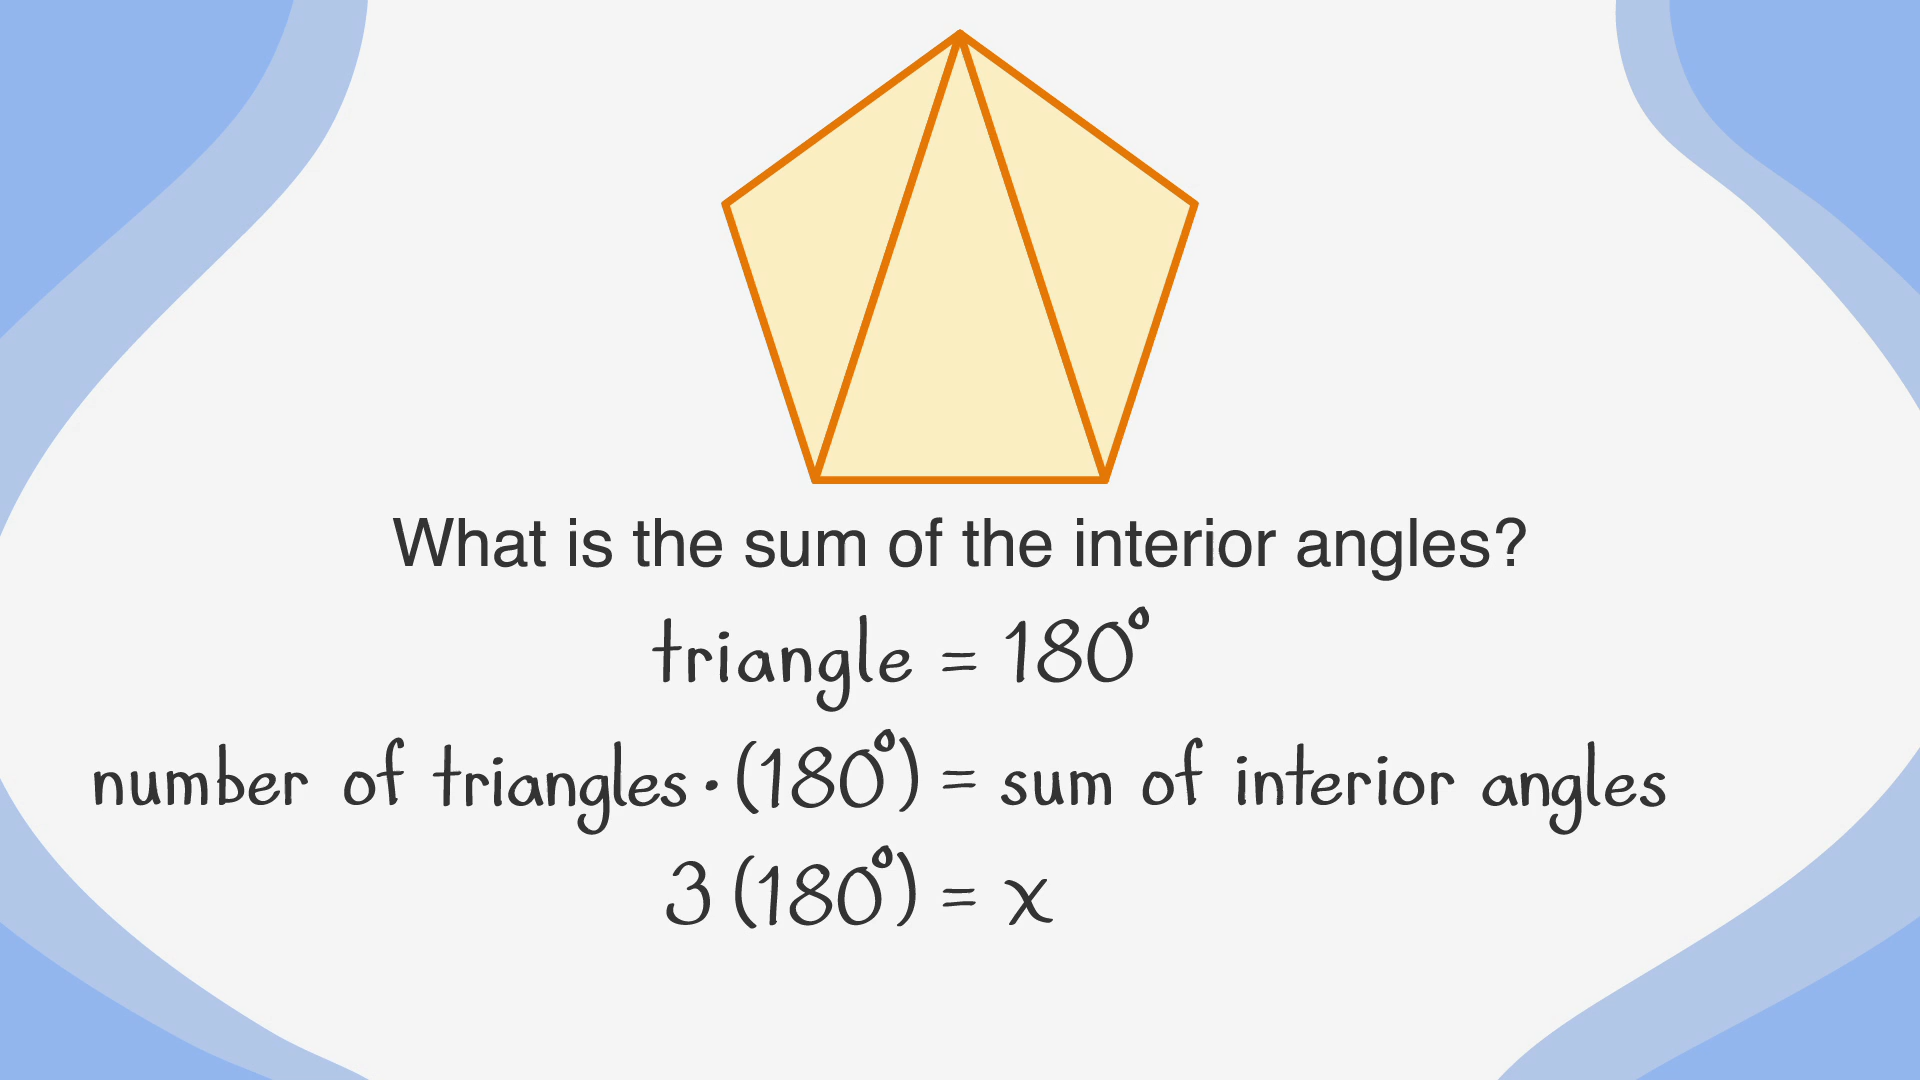 What is the sum of the interior angles?
triangle = 180°
number of triangles · (180°) = sum of interior angles
3 (180°) = x